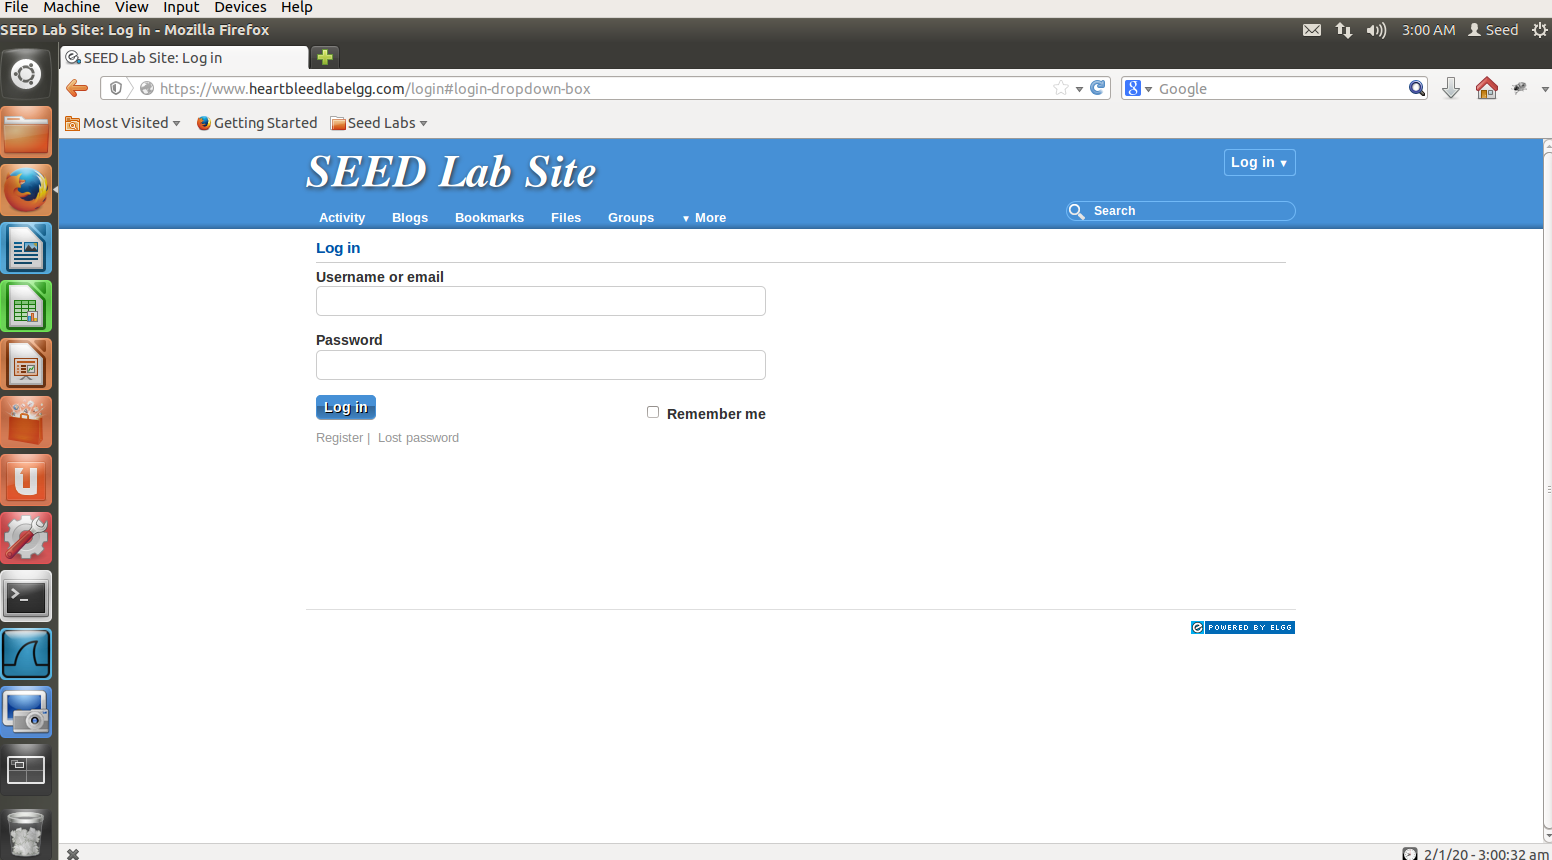 File Machine View Input Devices Help
SEED Lab Site: Log in - Mozilla Firefox 3:00 AM Seed
SEED Lab Site: Log in
https://www.heartbleedlabelgg.com/login#login-dropdown-box 8 Google
Most Visited Getting Started Seed Labs
SEED Lab Site Log in ▼
Activity Blogs Bookmarks Files Groups ▼ More Search
Log in
Username or email
Password
Log in Remember me
Register | Lost password
POWERED BY ELGG
2/1/20 - 3:00:32 am